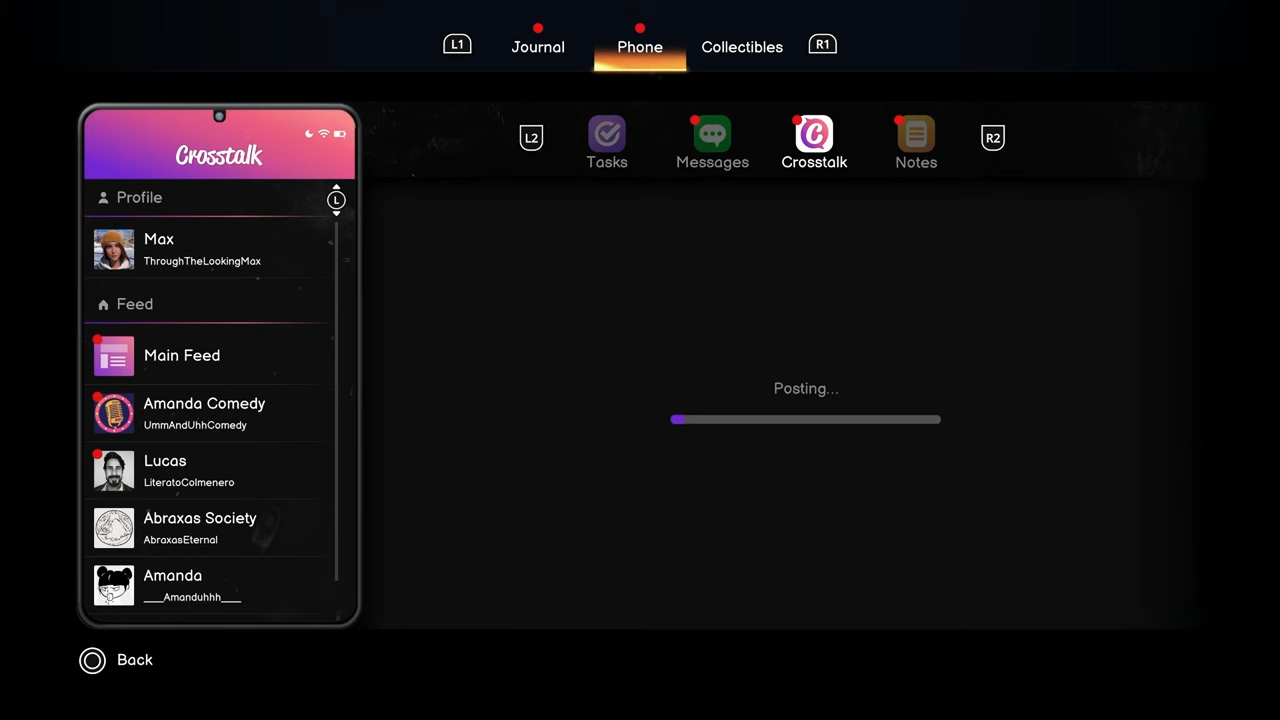 L1
Journal
Phone
Collectibles
R1
Crosstalk
L2
Tasks
Messages
Crosstalk
Notes
R2
Profile
L
Max
ThroughTheLookingMax
Feed
Main Feed
Amanda Comedy
UmmAndUhhComedy
Lucas
LiteratoColmenero
Abraxas Society
AbraxasEternal
Amanda
___Amanduhhh___
Posting...
Back